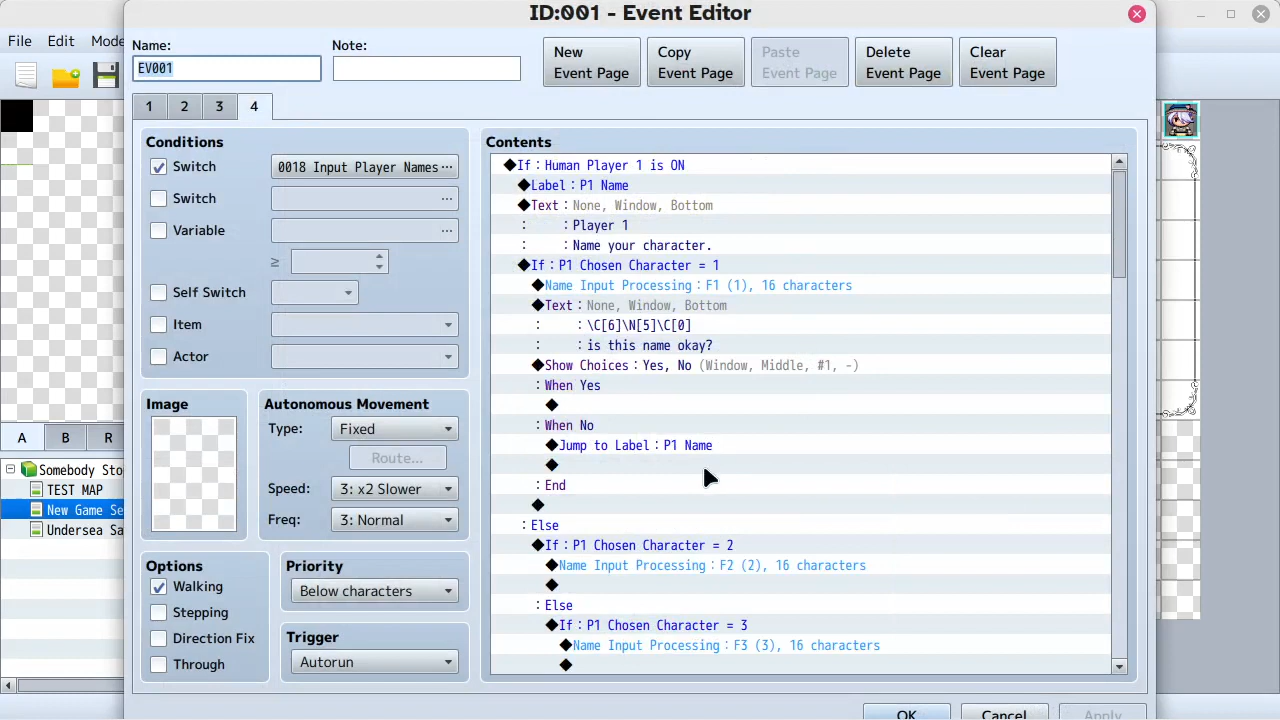 ID:001 - Event Editor
File Edit Mode
Name:
Note:
EV001
New
Event Page
Copy
Event Page
Paste
Event Page
Delete
Event Page
Clear
Event Page
1 2 3 4
Conditions
Switch 0018 Input Player Names...
Switch ...
Variable ...
≥
Self Switch
Item
Actor
Image
Autonomous Movement
Type: Fixed
Route...
Speed: 3: x2 Slower
Freq: 3: Normal
Options
Walking
Stepping
Direction Fix
Through
Priority
Below characters
Trigger
Autorun
Contents
◆If：Human Player 1 is ON
◆Label：P1 Name
◆Text：None, Window, Bottom
：　　：Player 1
：　　：Name your character.
◆If：P1 Chosen Character = 1
◆Name Input Processing：F1 (1), 16 characters
◆Text：None, Window, Bottom
：　　：\C[6]\N[5]\C[0]
：　　：is this name okay?
◆Show Choices：Yes, No (Window, Middle, #1, -)
：When Yes
◆
：When No
◆Jump to Label：P1 Name
◆
：End
◆
：Else
◆If：P1 Chosen Character = 2
◆Name Input Processing：F2 (2), 16 characters
◆
：Else
◆If：P1 Chosen Character = 3
◆Name Input Processing：F3 (3), 16 characters
◆
A B R
Somebody Sto
TEST MAP
New Game Se
Undersea Sa
OK
Cancel
Apply